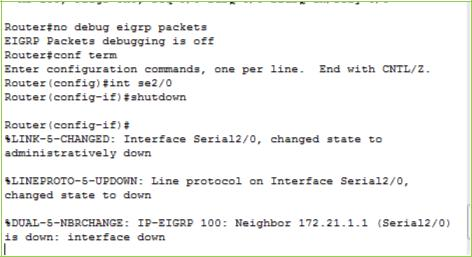 Router#no debug eigrp packets
EIGRP Packets debugging is off
Router#conf term
Enter configuration commands, one per line.  End with CNTL/Z.
Router(config)#int se2/0
Router(config-if)#shutdown
Router(config-if)#
%LINK-5-CHANGED: Interface Serial2/0, changed state to
administratively down
%LINEPROTO-5-UPDOWN: Line protocol on Interface Serial2/0,
changed state to down
%DUAL-5-NBRCHANGE: IP-EIGRP 100: Neighbor 172.21.1.1 (Serial2/0)
is down: interface down